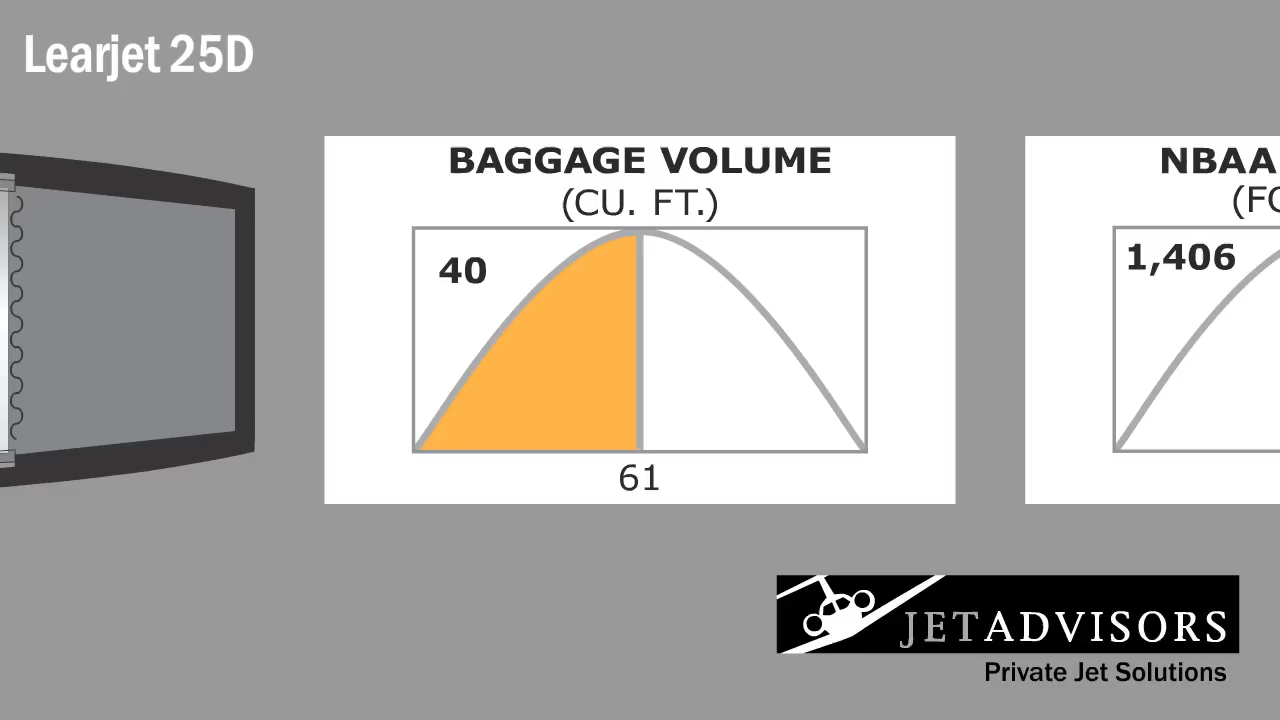 Learjet 25D
BAGGAGE VOLUME
(CU. FT.)
40
61
NBAA
1,406
JETADVISORS
Private Jet Solutions